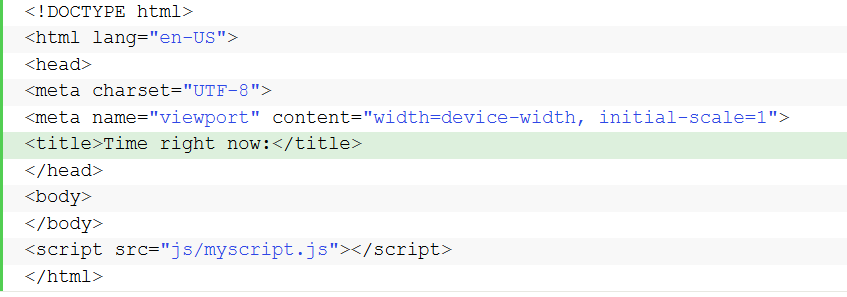 <!DOCTYPE html>
<html lang="en-US">
<head>
<meta charset="UTF-8">
<meta name="viewport" content="width=device-width, initial-scale=1">
<title>Time right now:</title>
</head>
<body>
</body>
<script src="js/myscript.js"></script>
</html>